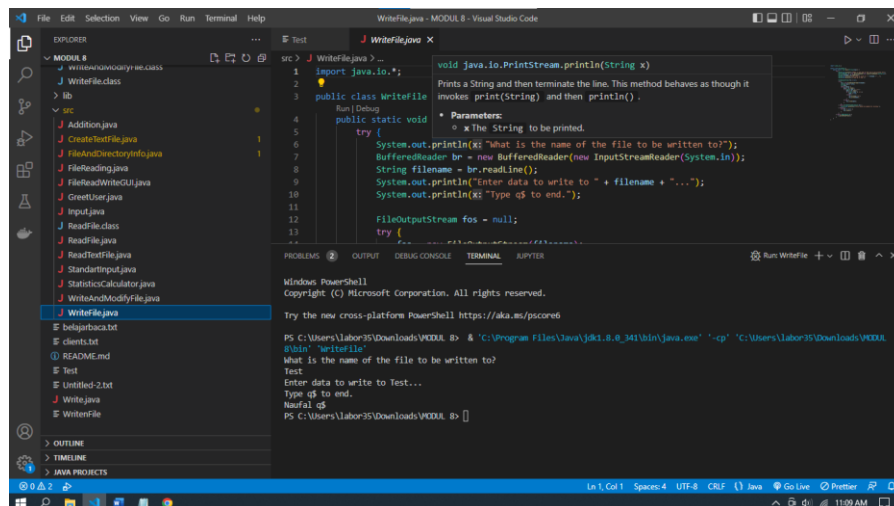 File Edit Selection View Go Run Terminal Help
WriteFile.java - MODUL 8 - Visual Studio Code
EXPLORER
MODUL 8
WriteAndModifyFile.class
WriteFile.class
lib
src
Addition.java
CreateTextFile.java 1
FileAndDirectoryInfo.java 1
FileReading.java
FileReadWriteGUI.java
GreetUser.java
Input.java
ReadFile.class
ReadFile.java
ReadTextFile.java
StandartInput.java
StatisticsCalculator.java
WriteAndModifyFile.java
WriteFile.java
belajarbaca.txt
clients.txt
README.md
Test
Untitled-2.txt
Write.java
WritenFile
OUTLINE
TIMELINE
JAVA PROJECTS
Test
WriteFile.java
src > WriteFile.java > ...
void java.io.PrintStream.println(String x)
Prints a String and then terminate the line. This method behaves as though it
invokes print(String) and then println() .
• Parameters:
x The String to be printed.
1 import java.io.*;
2
3 public class WriteFile
Run | Debug
4 public static void
5 try {
6 System.out.println(x: "What is the name of the file to be written to?");
7 BufferedReader br = new BufferedReader(new InputStreamReader(System.in));
8 String filename = br.readLine();
9 System.out.println("Enter data to write to " + filename + "...");
10 System.out.println(x: "Type q$ to end.");
11
12 FileOutputStream fos = null;
13 try {
PROBLEMS 2 OUTPUT DEBUG CONSOLE TERMINAL JUPYTER
Run: WriteFile
Windows PowerShell
Copyright (C) Microsoft Corporation. All rights reserved.
Try the new cross-platform PowerShell https://aka.ms/pscore6
PS C:\Users\labor35\Downloads\MODUL 8> & 'C:\Program Files\Java\jdk1.8.0_341\bin\java.exe' '-cp' 'C:\Users\labor35\Downloads\MODUL
8\bin' 'WriteFile'
What is the name of the file to be written to?
Test
Enter data to write to Test...
Type q$ to end.
Naufal q$
PS C:\Users\labor35\Downloads\MODUL 8>
0 2
Ln 1, Col 1 Spaces: 4 UTF-8 CRLF {} Java Go Live Prettier
11:09 AM